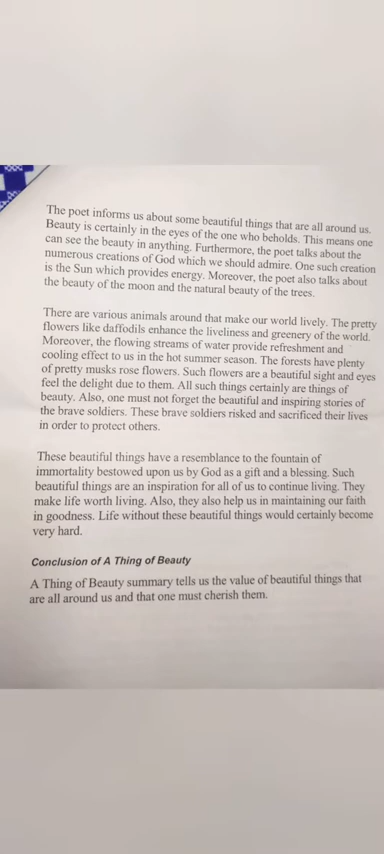 The poet informs us about some beautiful things that are all around us.
Beauty is certainly in the eyes of the one who beholds. This means one
can see the beauty in anything. Furthermore, the poet talks about the
numerous creations of God which we should admire. One such creation
is the Sun which provides energy. Moreover, the poet also talks about
the beauty of the moon and the natural beauty of the trees.
There are various animals around that make our world lively. The pretty
flowers like daffodils enhance the liveliness and greenery of the world.
Moreover, the flowing streams of water provide refreshment and
cooling effect to us in the hot summer season. The forests have plenty
of pretty musks rose flowers. Such flowers are a beautiful sight and eyes
feel the delight due to them. All such things certainly are things of
beauty. Also, one must not forget the beautiful and inspiring stories of
the brave soldiers. These brave soldiers risked and sacrificed their lives
in order to protect others.
These beautiful things have a resemblance to the fountain of
immortality bestowed upon us by God as a gift and a blessing. Such
beautiful things are an inspiration for all of us to continue living. They
make life worth living. Also, they also help us in maintaining our faith
in goodness. Life without these beautiful things would certainly become
very hard.
Conclusion of A Thing of Beauty
A Thing of Beauty summary tells us the value of beautiful things that
are all around us and that one must cherish them.